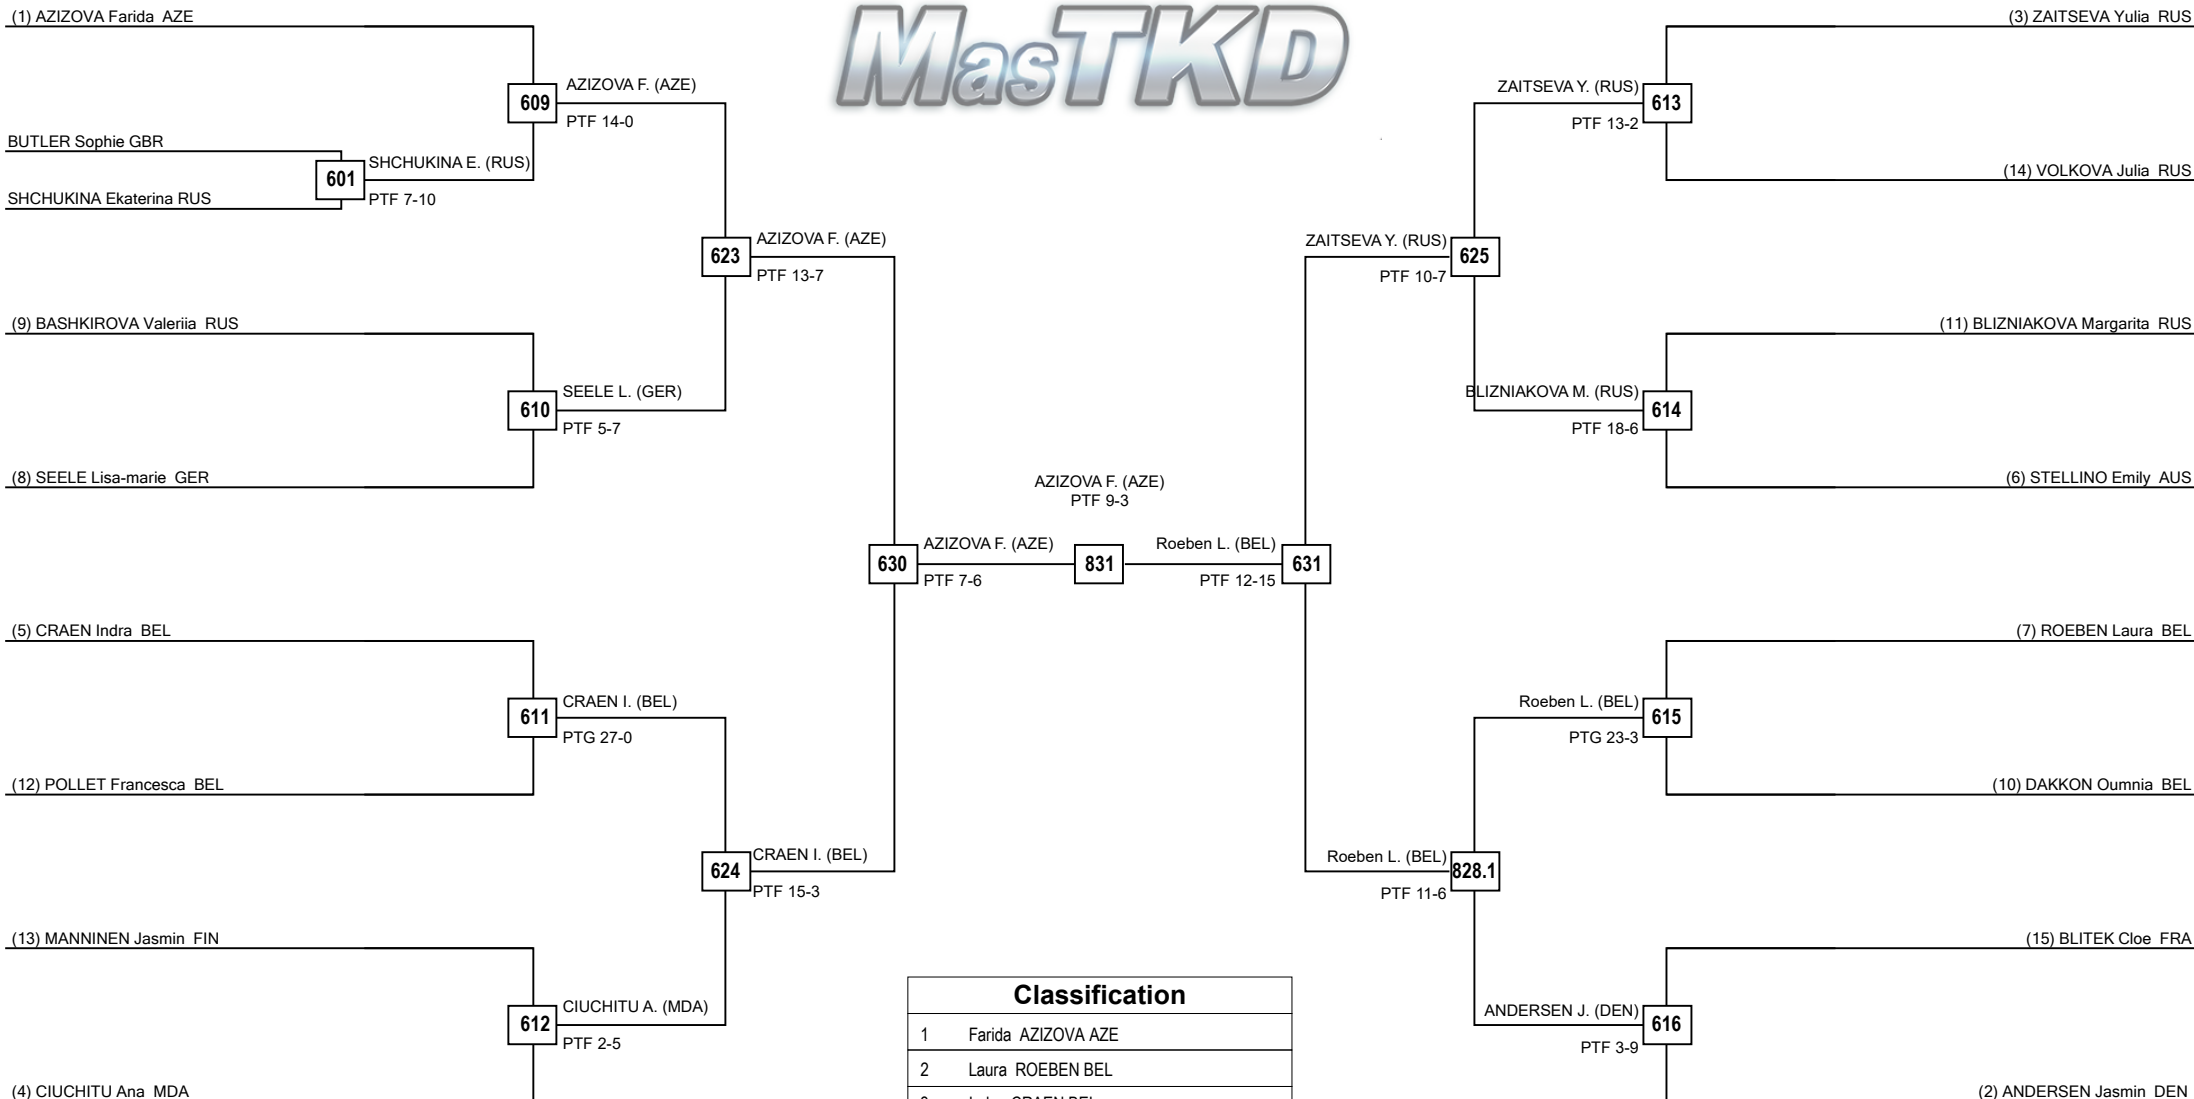 MasTKD
(1) AZIZOVA Farida AZE
AZIZOVA F. (AZE)
609
PTF 14-0
BUTLER Sophie GBR
SHCHUKINA E. (RUS)
601
PTF 7-10
SHCHUKINA Ekaterina RUS
AZIZOVA F. (AZE)
623
PTF 13-7
(9) BASHKIROVA Valeriia RUS
SEELE L. (GER)
610
PTF 5-7
(8) SEELE Lisa-marie GER
AZIZOVA F. (AZE)
630
PTF 7-6
(5) CRAEN Indra BEL
CRAEN I. (BEL)
611
PTG 27-0
(12) POLLET Francesca BEL
CRAEN I. (BEL)
624
PTF 15-3
(13) MANNINEN Jasmin FIN
CIUCHITU A. (MDA)
612
PTF 2-5
(4) CIUCHITU Ana MDA
AZIZOVA F. (AZE)
PTF 9-3
831
(3) ZAITSEVA Yulia RUS
ZAITSEVA Y. (RUS)
613
PTF 13-2
(14) VOLKOVA Julia RUS
ZAITSEVA Y. (RUS)
625
PTF 10-7
(11) BLIZNIAKOVA Margarita RUS
BLIZNIAKOVA M. (RUS)
614
PTF 18-6
(6) STELLINO Emily AUS
Roeben L. (BEL)
631
PTF 12-15
(7) ROEBEN Laura BEL
Roeben L. (BEL)
615
PTG 23-3
(10) DAKKON Oumnia BEL
Roeben L. (BEL)
828.1
PTF 11-6
(15) BLITEK Cloe FRA
ANDERSEN J. (DEN)
616
PTF 3-9
(2) ANDERSEN Jasmin DEN
Classification
1 Farida AZIZOVA AZE
2 Laura ROEBEN BEL